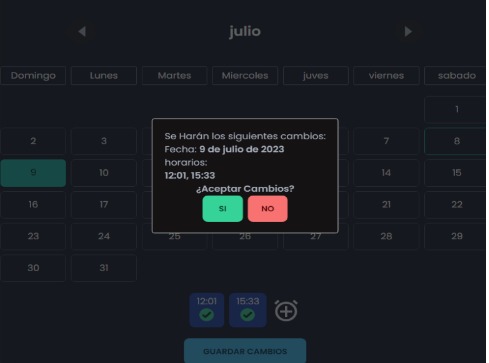 julio
Domingo Lunes Martes Miercoles juves viernes sabado
1
2 3 7 8
9 10 14 15
16 17 21 22
23 24 25 26 27 28 29
30 31
Se Harán los siguientes cambios:
Fecha: 9 de julio de 2023
horarios:
12:01, 15:33
¿Aceptar Cambios?
SI NO
12:01 15:33
GUARDAR CAMBIOS